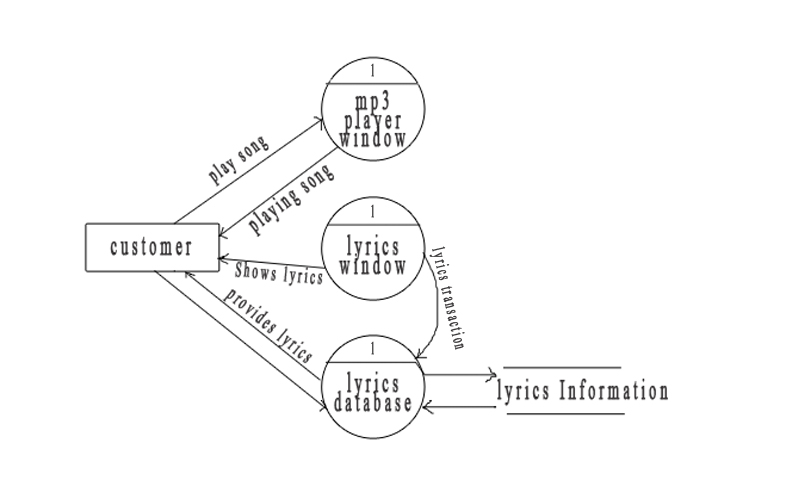 1
mp3
player
window
play song
playing song
1
lyrics
window
customer
Shows lyrics
lyrics transaction
provides lyrics
1
lyrics
database
lyrics Information